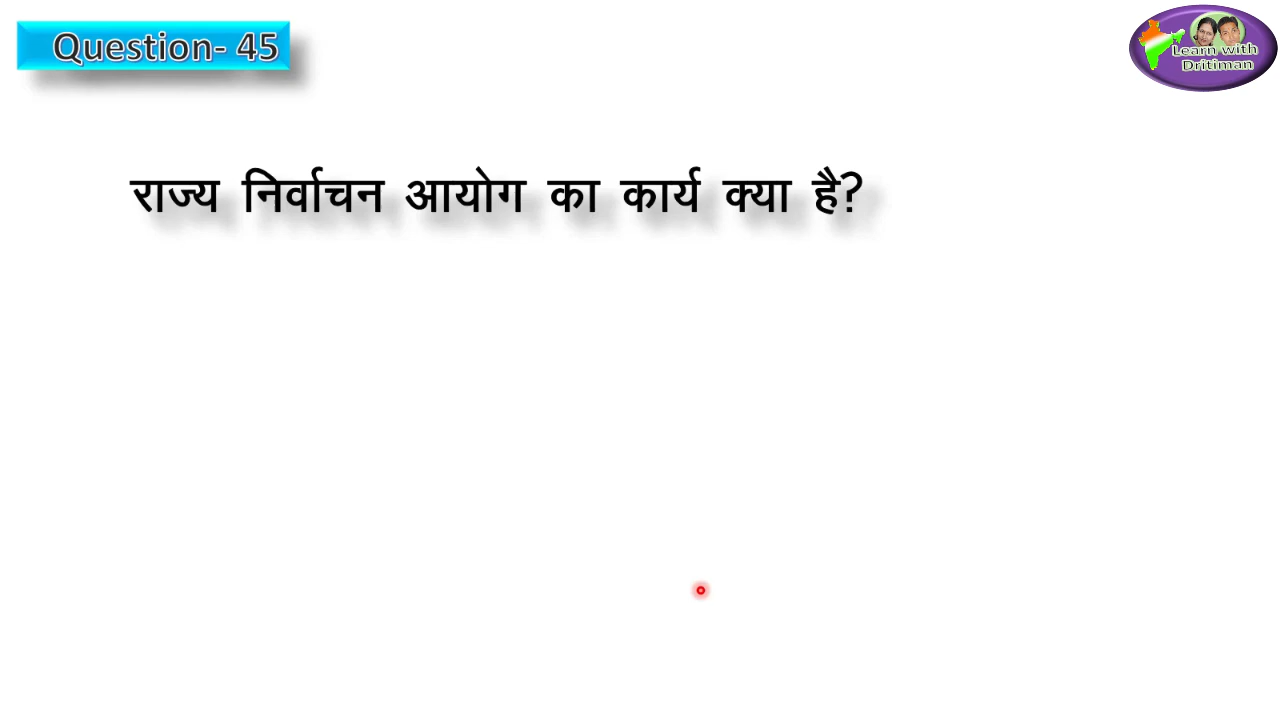 Question- 45
Learn with
Dritiman
राज्य निर्वाचन आयोग का कार्य क्या है?